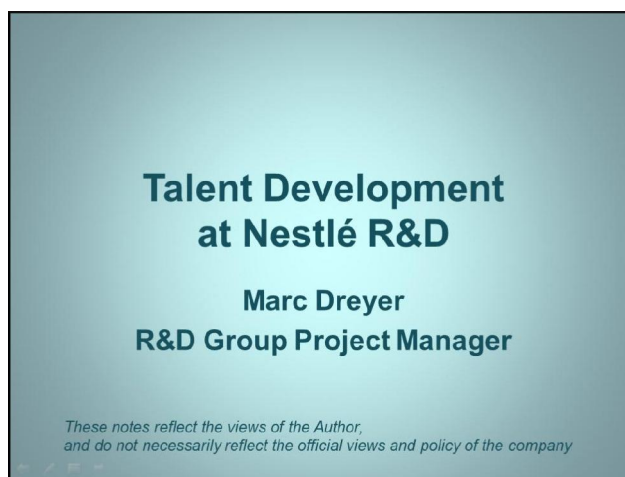 Talent Development
at Nestlé R&D
Marc Dreyer
R&D Group Project Manager
These notes reflect the views of the Author,
and do not necessarily reflect the official views and policy of the company